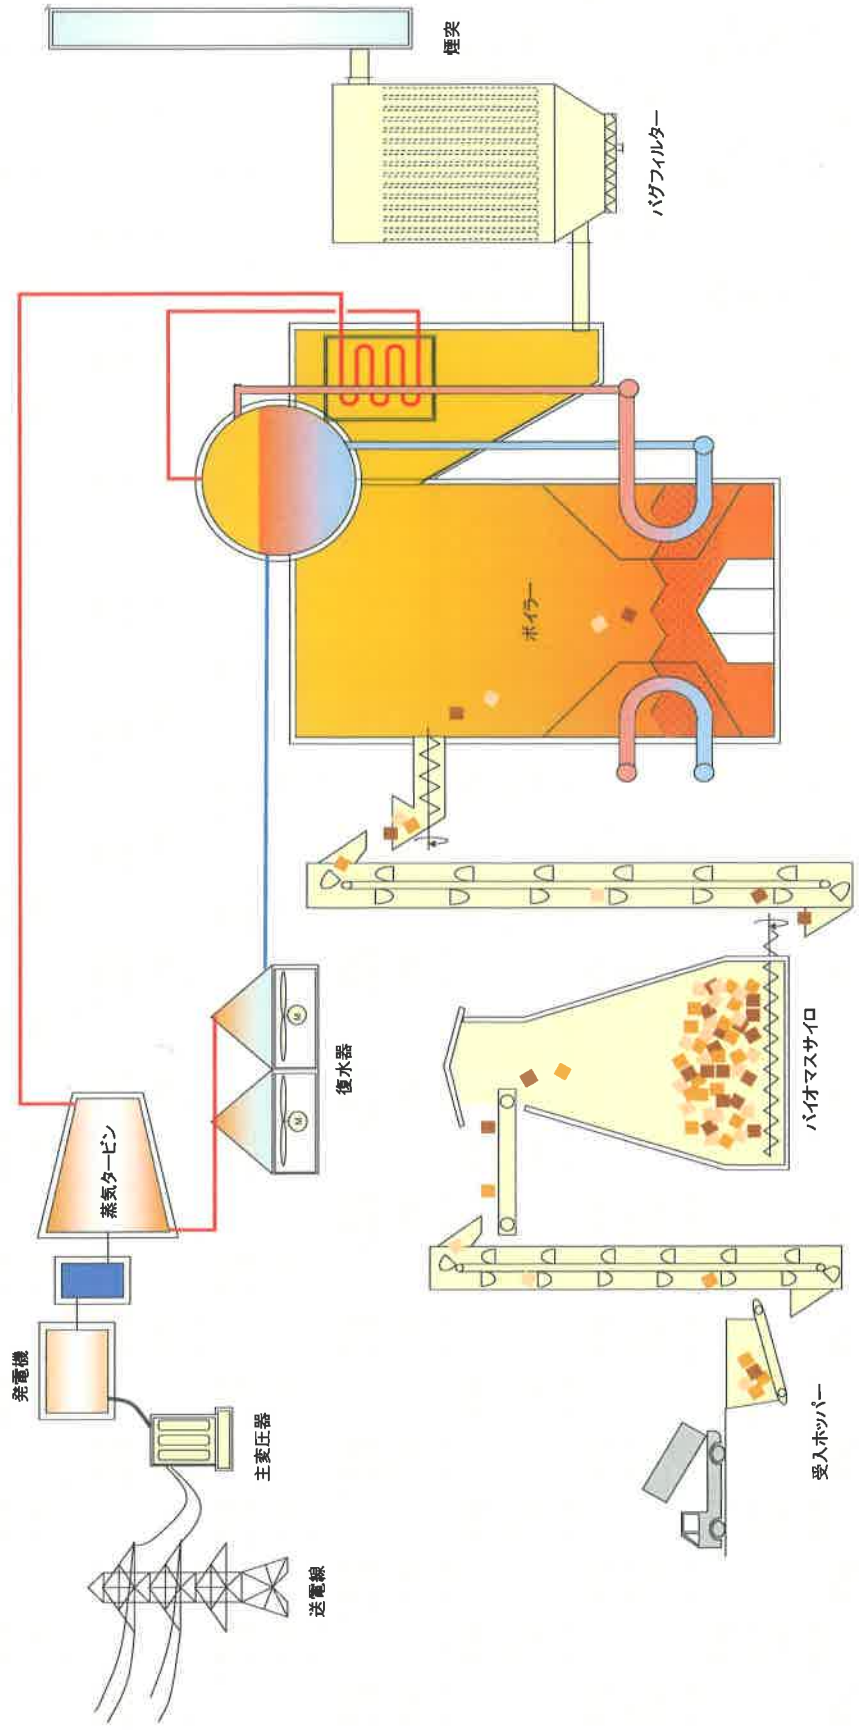 送電線
主変圧器
発電機
蒸気タービン
復水器
M
M
ボイラー
バグフィルター
煙突
受入ホッパー
バイオマスサイロ